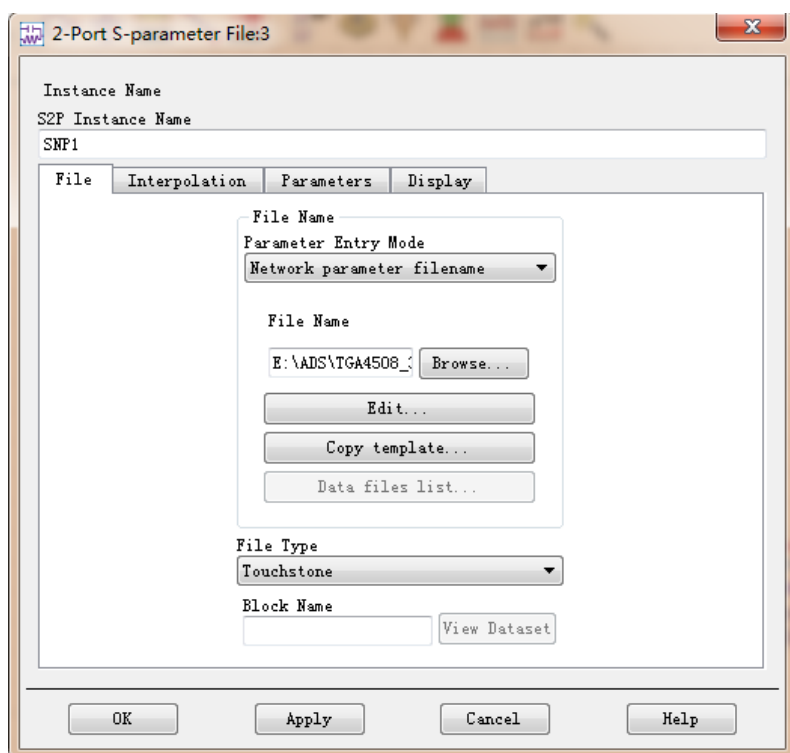 2-Port S-parameter File:3
Instance Name
S2P Instance Name
SNP1
File Interpolation Parameters Display
File Name
Parameter Entry Mode
Network parameter filename
File Name
E:\ADS\TGA4508_ Browse...
Edit...
Copy template...
Data files list...
File Type
Touchstone
Block Name
View Dataset
OK Apply Cancel Help